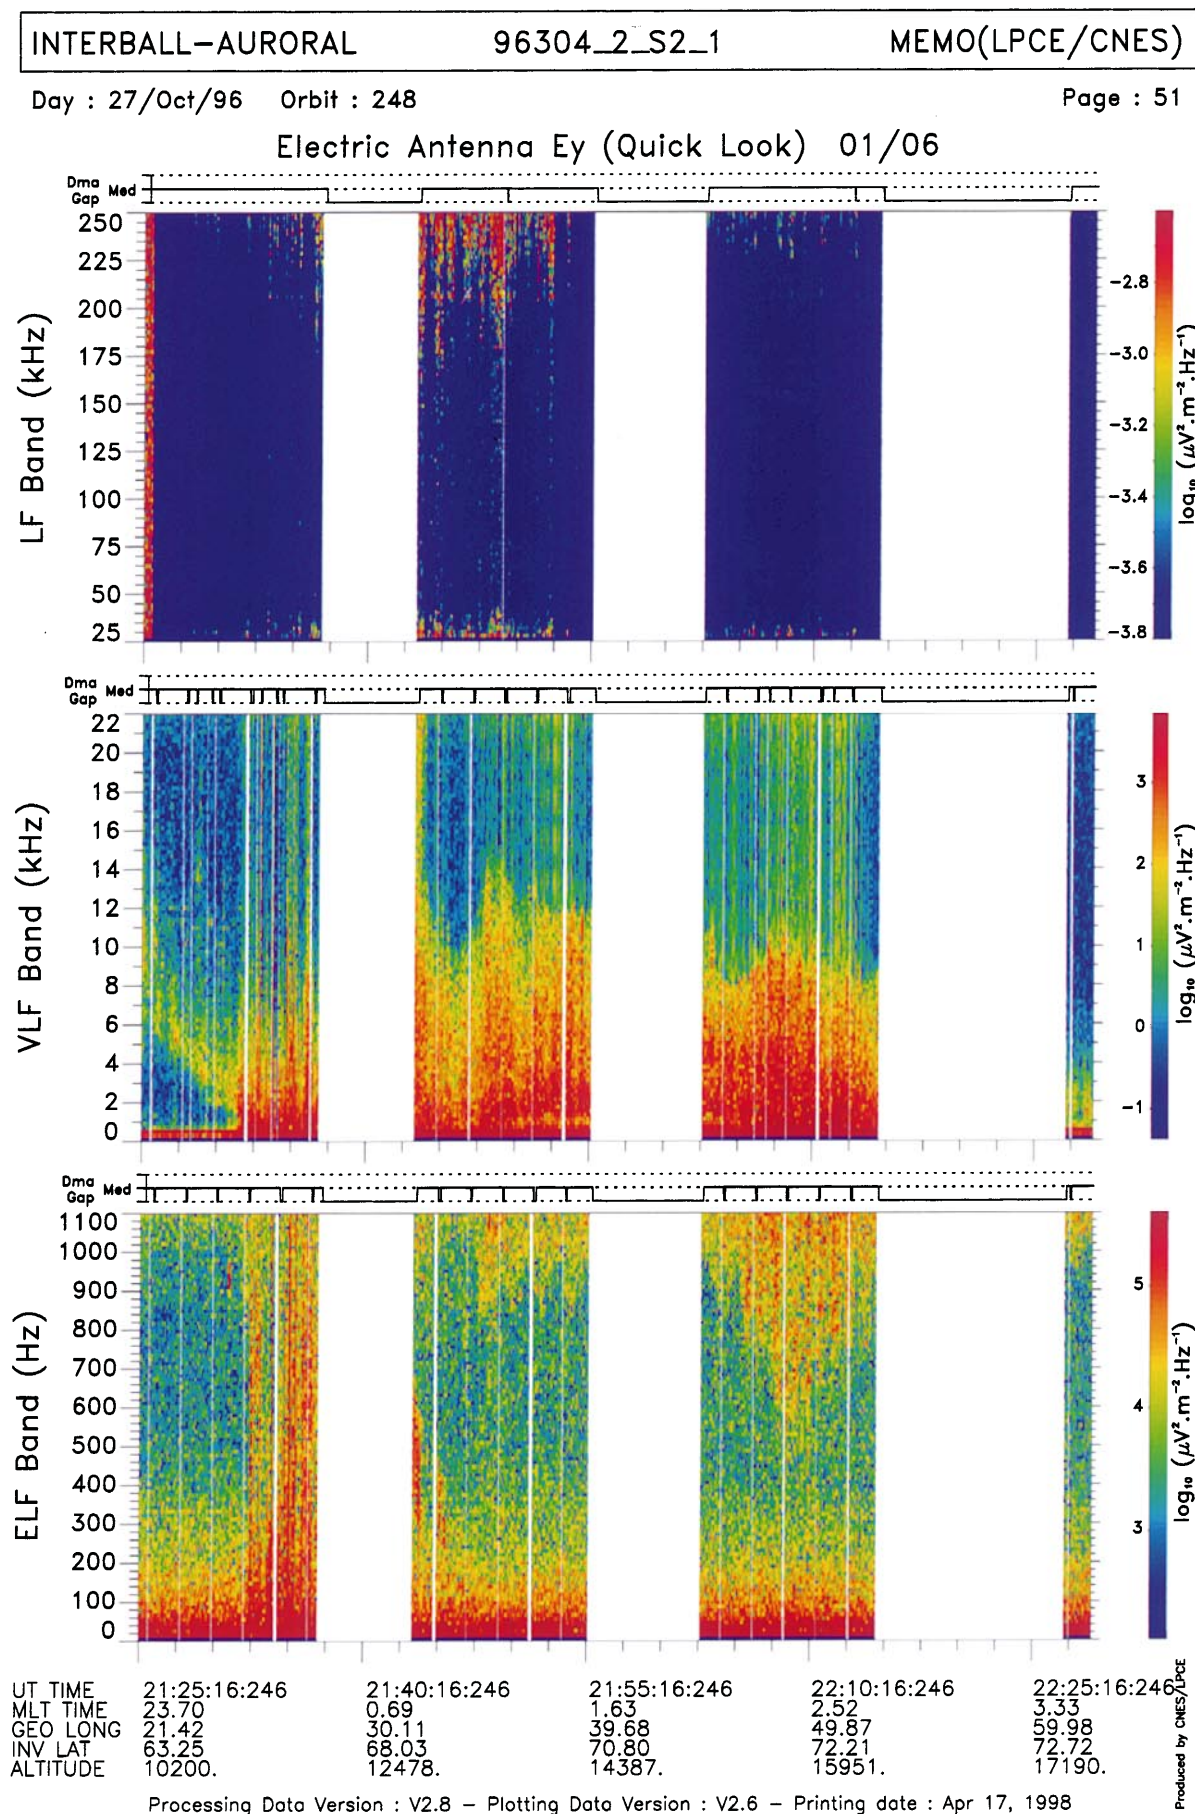 INTERBALL-AURORAL 96304_2_S2_1 MEMO(LPCE/CNES)
Day : 27/Oct/96 Orbit : 248 Page : 51
Electric Antenna Ey (Quick Look) 01/06
Dma
Gap Med
250
225
200
175
150
125
100
75
50
25
LF Band (kHz)
-2.8
-3.0
-3.2
-3.4
-3.6
-3.8
log₁₀ (μV².m⁻².Hz⁻¹)
Dma
Gap Med
22
20
18
16
14
12
10
8
6
4
2
0
VLF Band (kHz)
3
2
1
0
-1
log₁₀ (μV².m⁻².Hz⁻¹)
Dma
Gap Med
1100
1000
900
800
700
600
500
400
300
200
100
0
ELF Band (Hz)
5
4
3
log₁₀ (μV².m⁻².Hz⁻¹)
UT TIME 21:25:16:246 21:40:16:246 21:55:16:246 22:10:16:246 22:25:16:246
MLT TIME 23.70 0.69 1.63 2.52 3.33
GEO LONG 21.42 30.11 39.68 49.87 59.98
INV LAT 63.25 68.03 70.80 72.21 72.72
ALTITUDE 10200. 12478. 14387. 15951. 17190.
Produced by CNES/LPCE
Processing Data Version : V2.8 - Plotting Data Version : V2.6 - Printing date : Apr 17, 1998